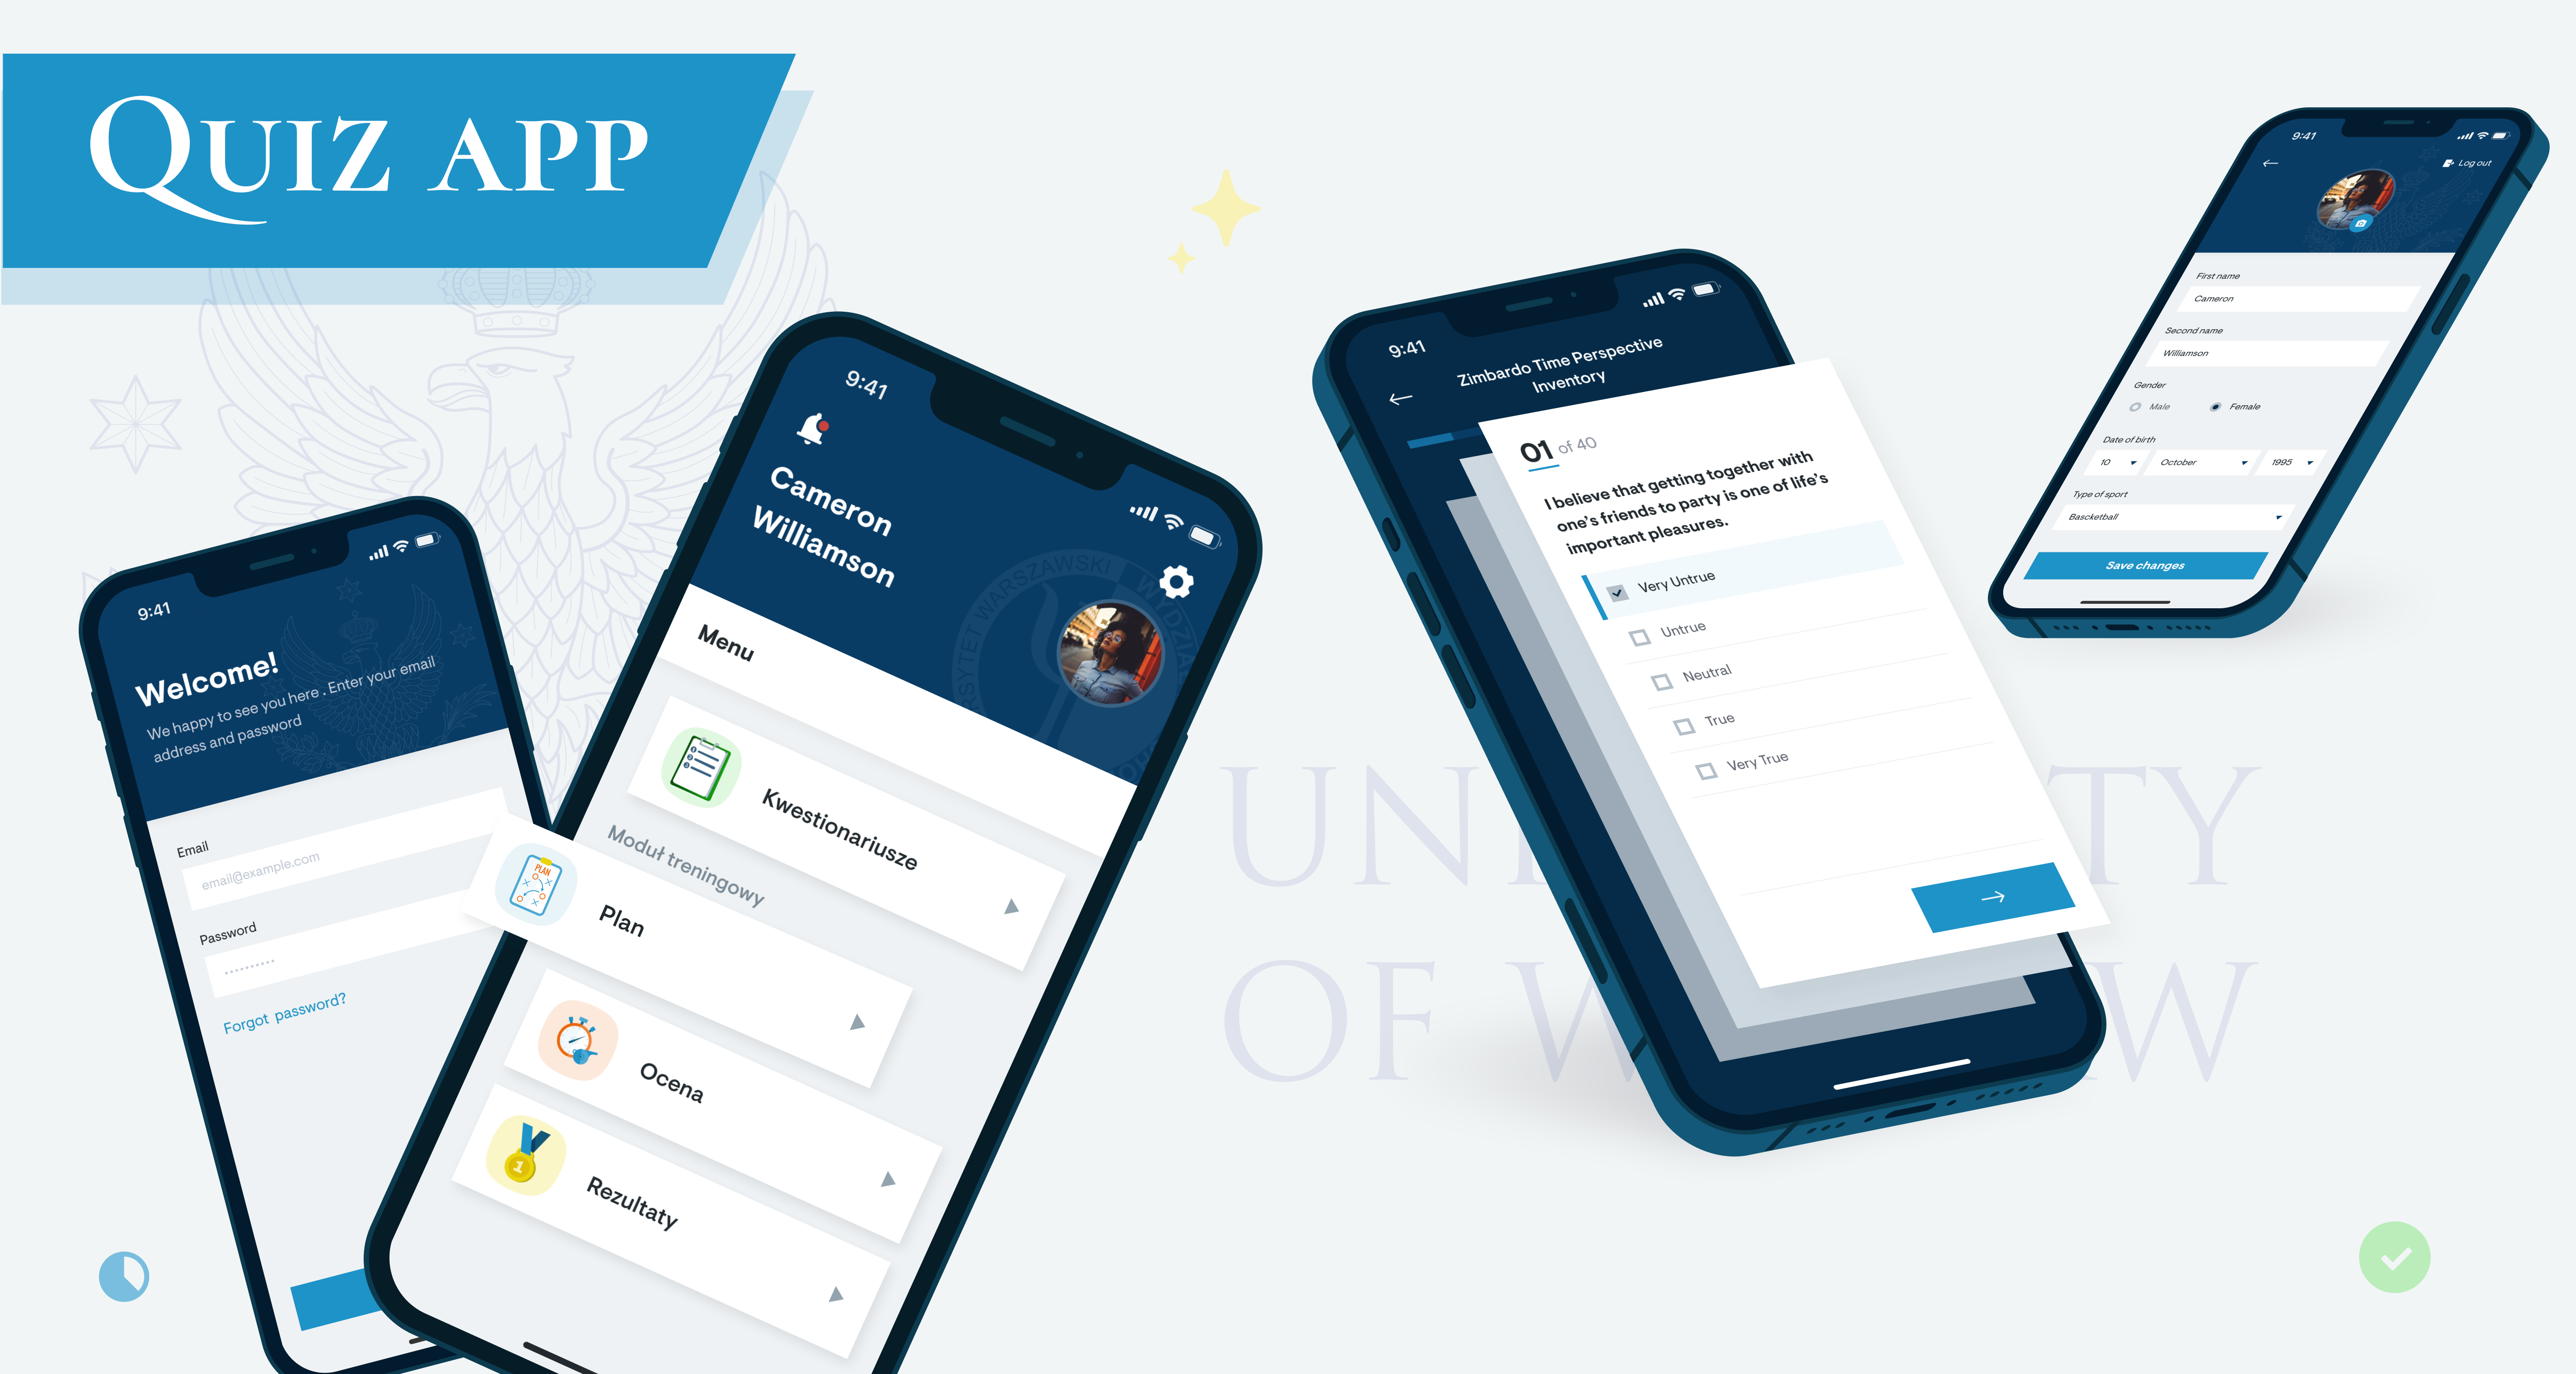 QUIZ APP
9:41
Welcome!
We happy to see you here . Enter your email
address and password
Email
email@example.com
Password
Forgot password?
9:41
Cameron
Williamson
Menu
Kwestionariusze
Moduł treningowy
PLAN
Plan
Ocena
1
Rezultaty
9:41
Zimbardo Time Perspective
Inventory
01 of 40
I believe that getting together with
one's friends to party is one of life's
important pleasures.
Very Untrue
Untrue
Neutral
True
Very True
9:41
Log out
First name
Cameron
Second name
Williamson
Gender
Male Female
Date of birth
10 October 1995
Type of sport
Bascketball
Save changes
OF